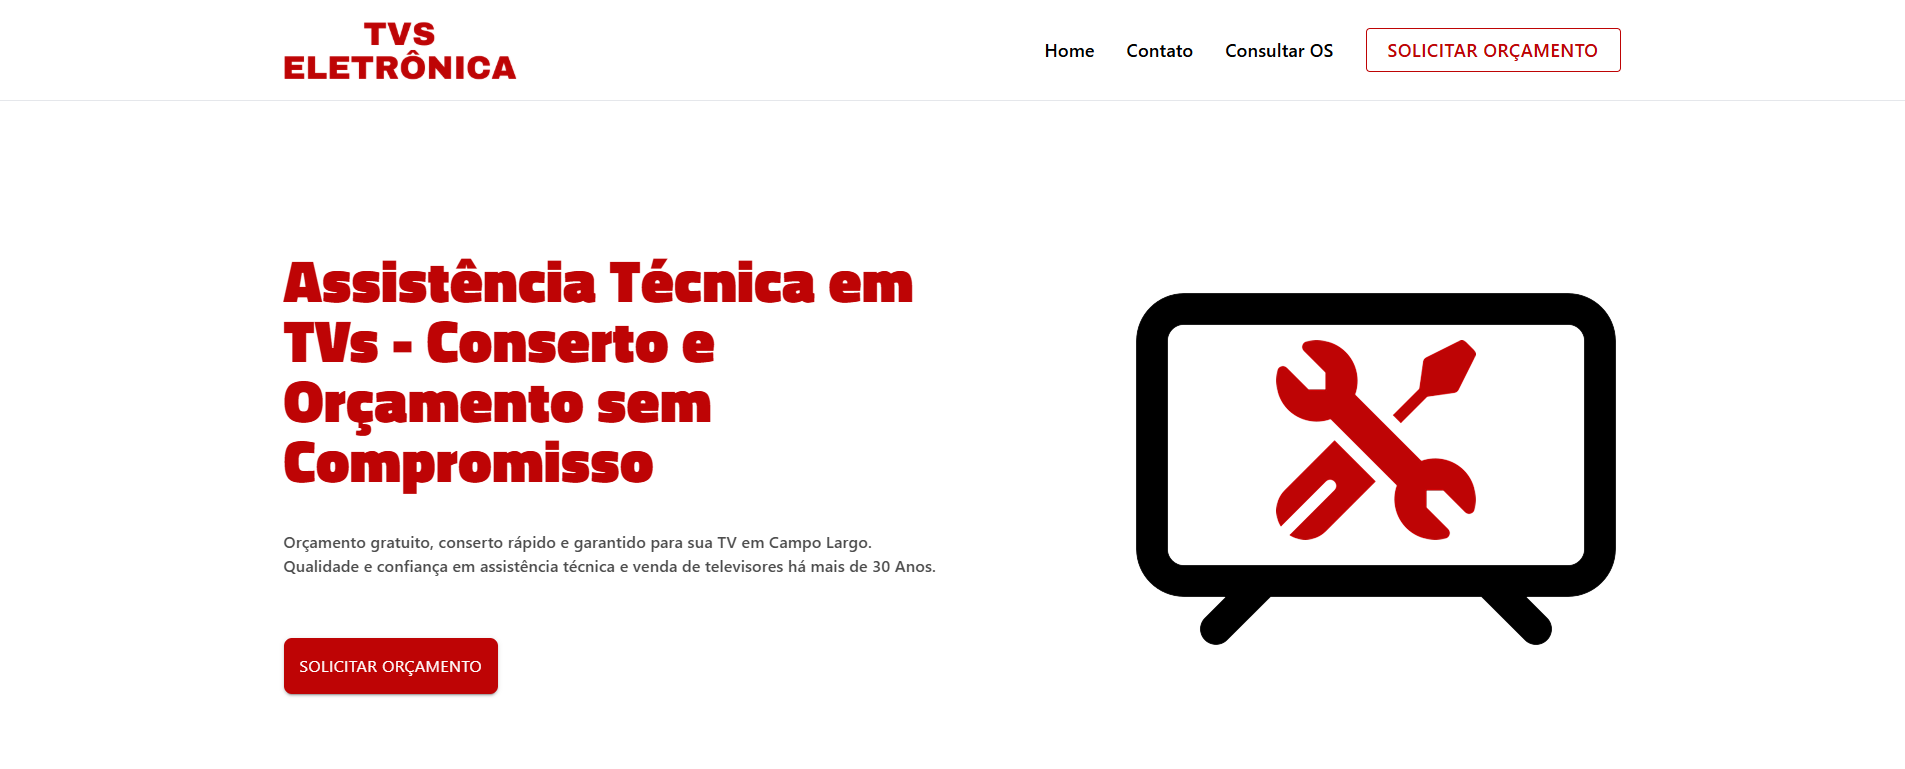 TVS
ELETRÔNICA
Home
Contato
Consultar OS
SOLICITAR ORÇAMENTO
Assistência Técnica em
TVs - Conserto e
Orçamento sem
Compromisso
Orçamento gratuito, conserto rápido e garantido para sua TV em Campo Largo.
Qualidade e confiança em assistência técnica e venda de televisores há mais de 30 Anos.
SOLICITAR ORÇAMENTO